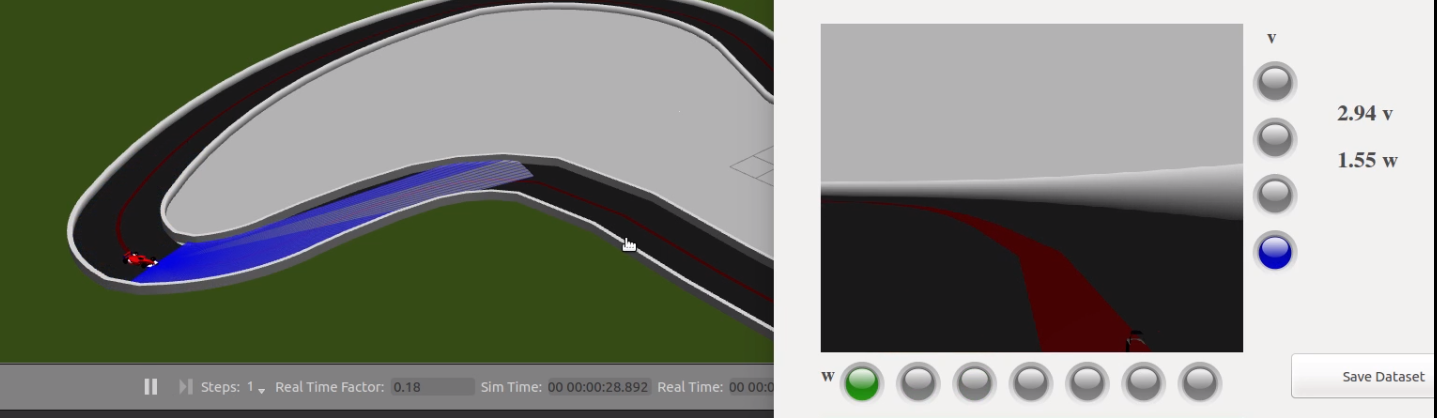 v
2.94 v
1.55 w
w
Save Dataset
Steps: 1 Real Time Factor: 0.18 Sim Time: 00 00:00:28.892 Real Time: 00 00:0